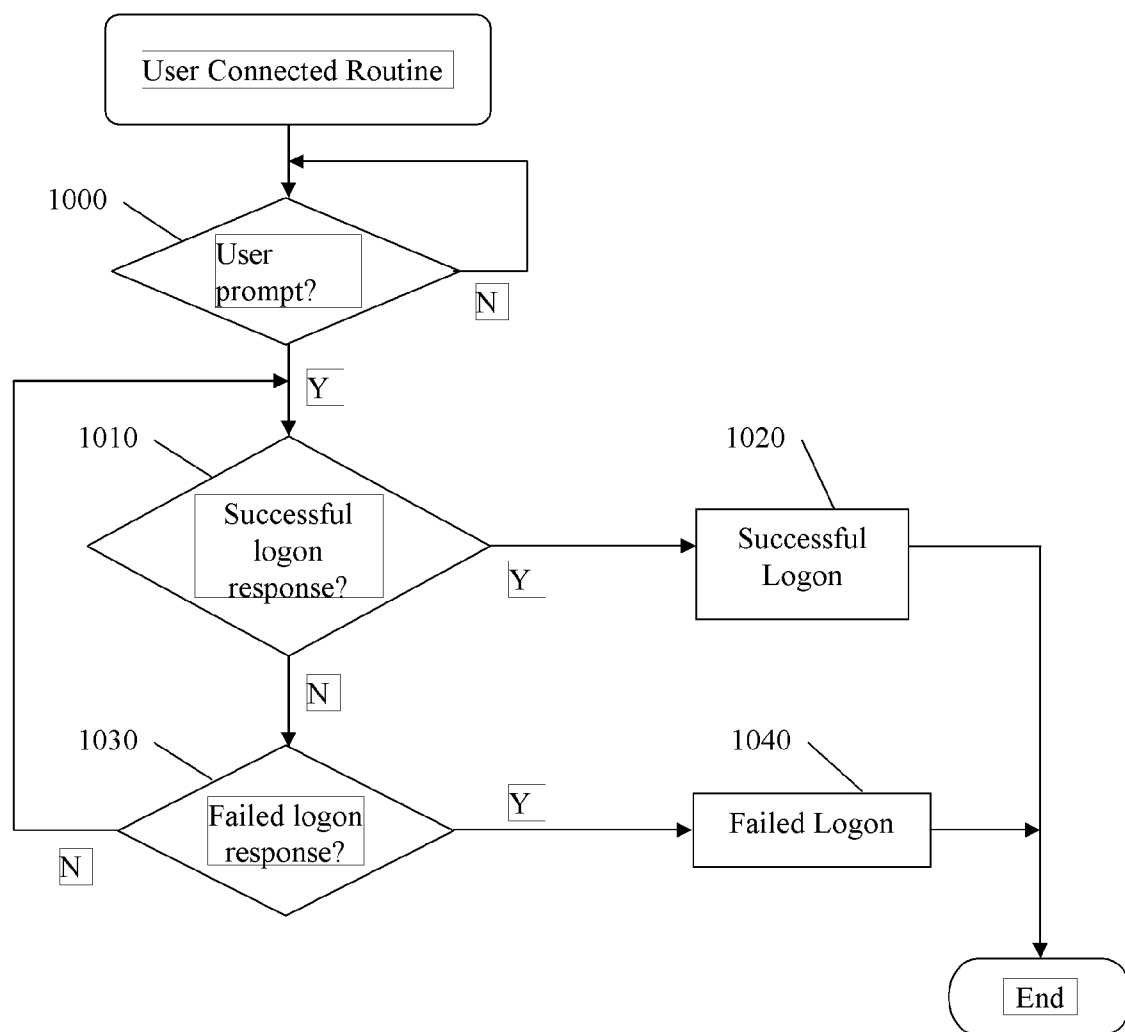 User Connected Routine
1000
User
prompt?
N
Y
1010
Successful
logon
response?
Y
1020
Successful
Logon
N
1030
Failed logon
response?
Y
N
1040
Failed Logon
End